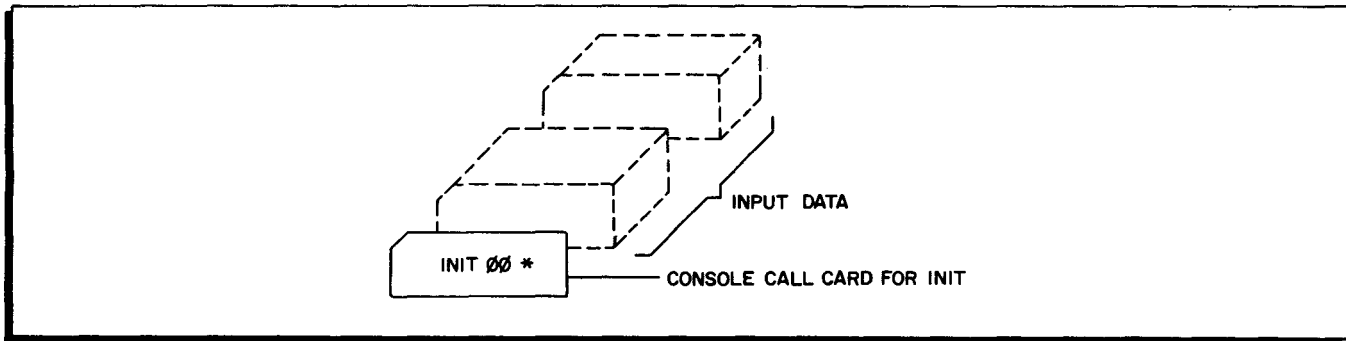 INPUT DATA
INIT ØØ *
CONSOLE CALL CARD FOR INIT